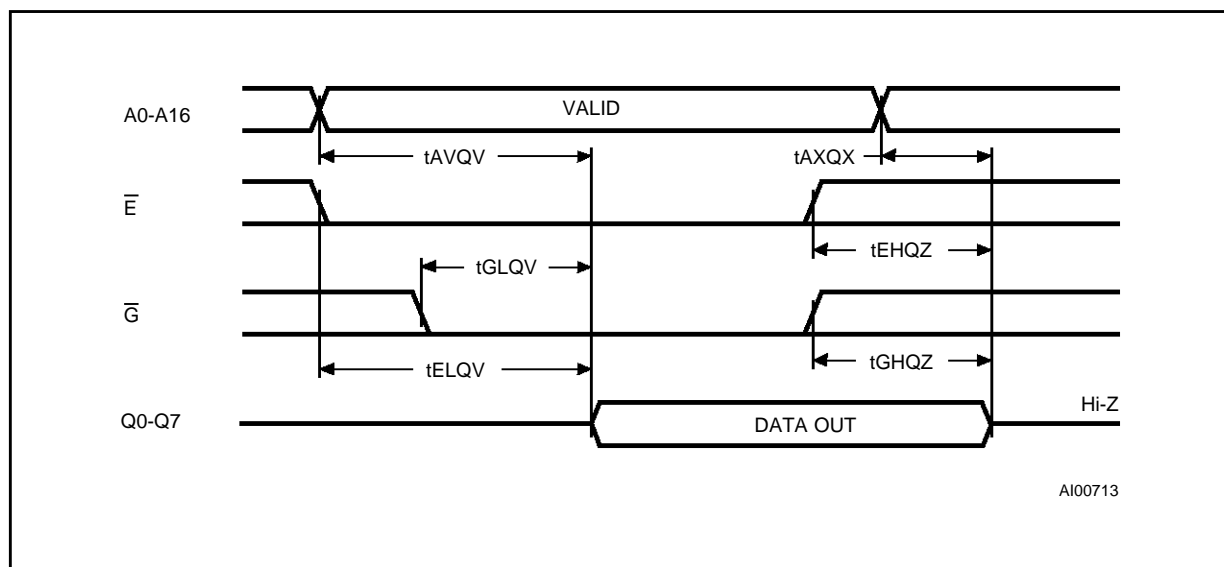 A0-A16
VALID
tAVQV
tAXQX
E̅
tEHQZ
tGLQV
G̅
tGHQZ
tELQV
Q0-Q7
DATA OUT
Hi-Z
AI00713